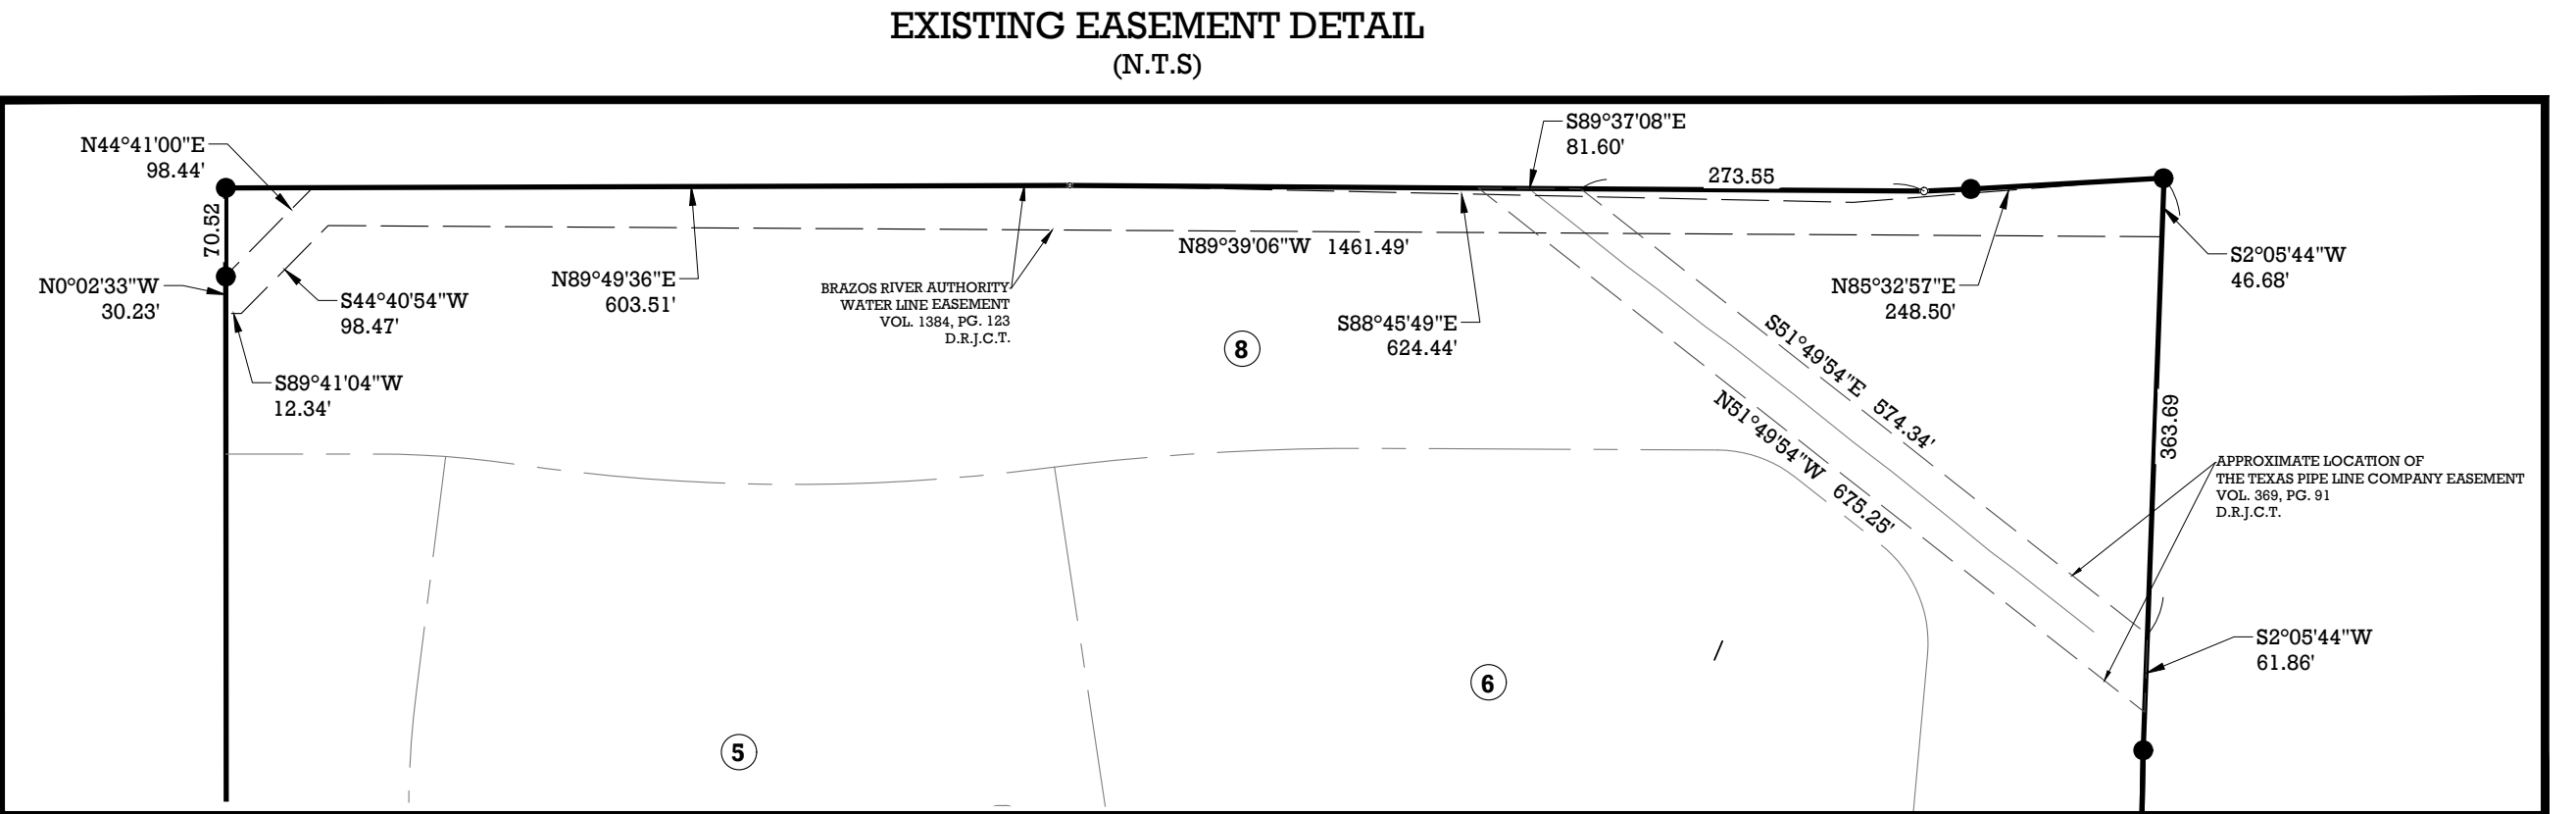 EXISTING EASEMENT DETAIL
(N.T.S)
N44°41'00"E
98.44'
70.52
N0°02'33"W
30.23'
S44°40'54"W
98.47'
S89°41'04"W
12.34'
N89°49'36"E
603.51'
BRAZOS RIVER AUTHORITY
WATER LINE EASEMENT
VOL. 1384, PG. 123
D.R.J.C.T.
N89°39'06"W 1461.49'
S88°45'49"E
624.44'
S89°37'08"E
81.60'
273.55
N85°32'57"E
248.50'
S2°05'44"W
46.68'
S51°49'54"E 574.34'
N51°49'54"W 675.25'
363.69
APPROXIMATE LOCATION OF
THE TEXAS PIPE LINE COMPANY EASEMENT
VOL. 369, PG. 91
D.R.J.C.T.
S2°05'44"W
61.86'
8
6
5